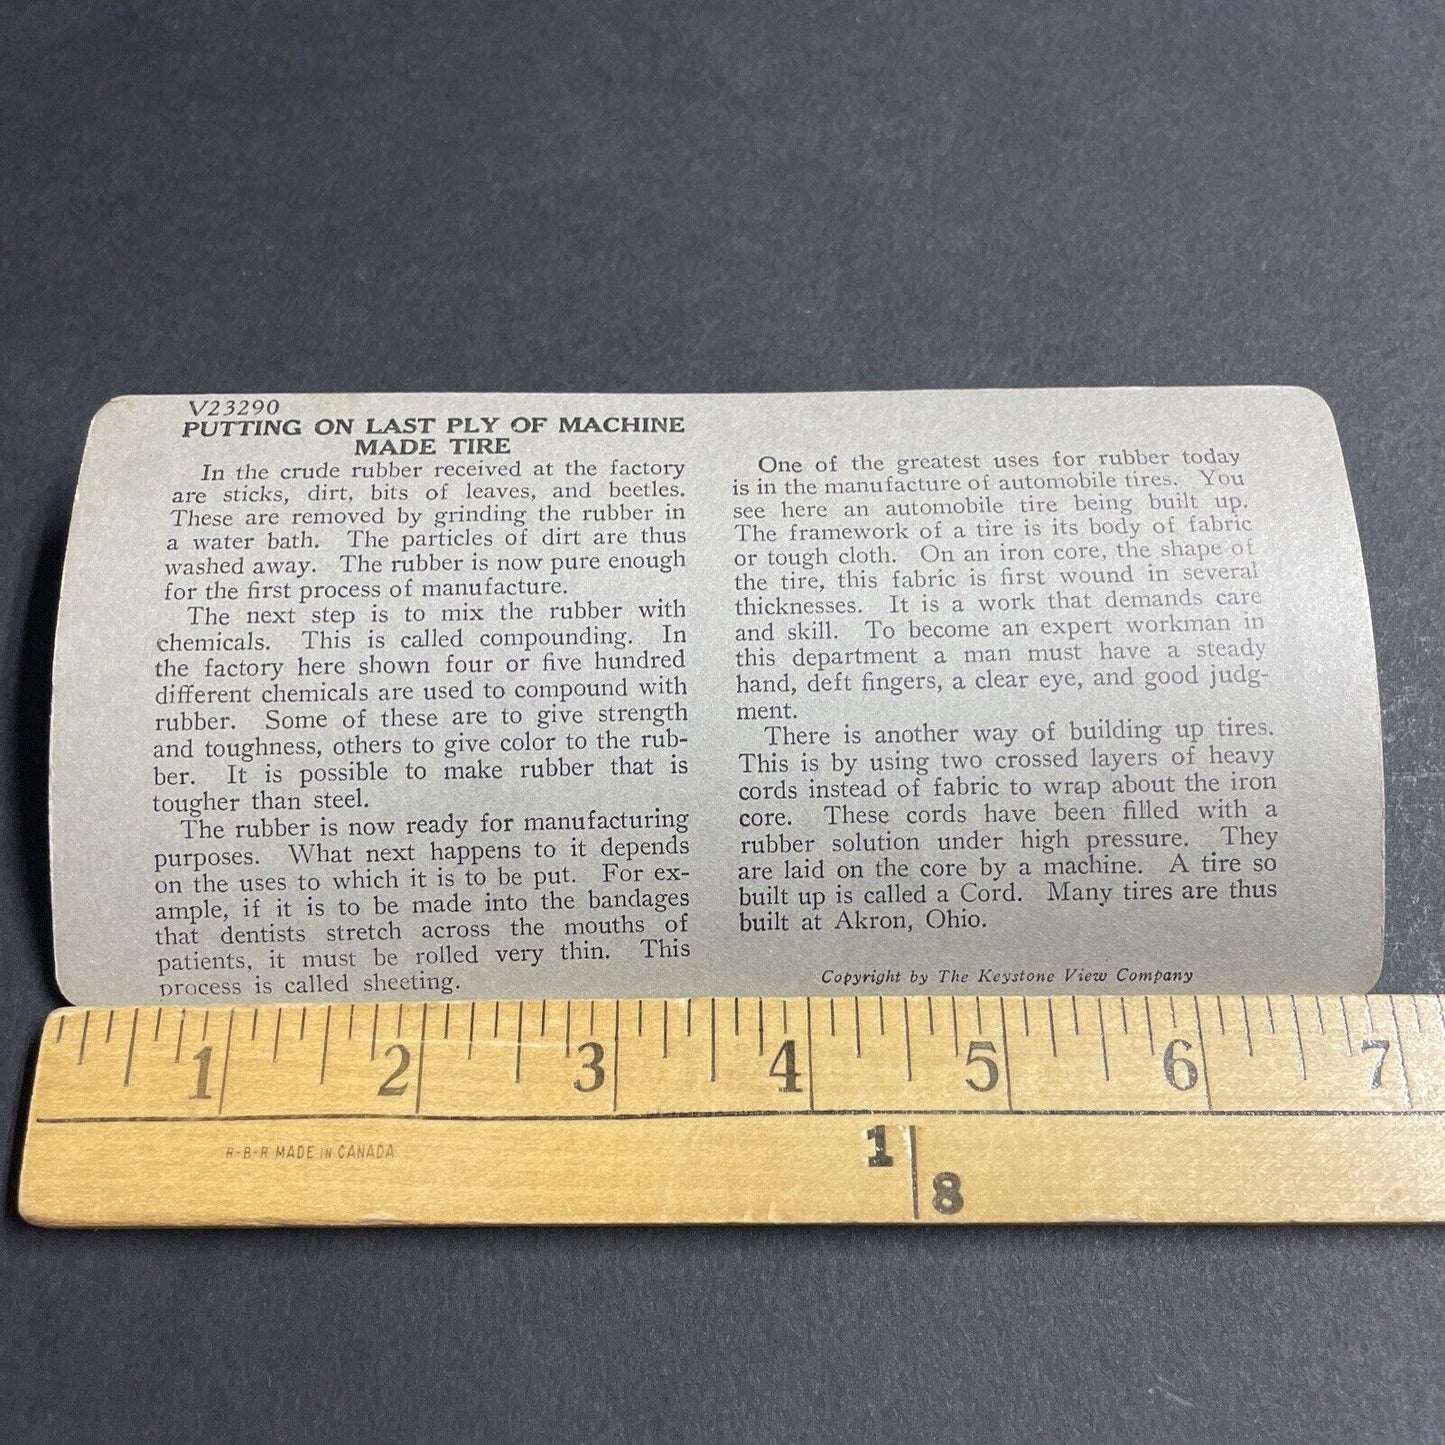 V23290
PUTTING ON LAST PLY OF MACHINE
MADE TIRE
In the crude rubber received at the factory
are sticks, dirt, bits of leaves, and beetles.
These are removed by grinding the rubber in
a water bath. The particles of dirt are thus
washed away. The rubber is now pure enough
for the first process of manufacture.
The next step is to mix the rubber with
chemicals. This is called compounding. In
the factory here shown four or five hundred
different chemicals are used to compound with
rubber. Some of these are to give strength
and toughness, others to give color to the rub-
ber. It is possible to make rubber that is
tougher than steel.
The rubber is now ready for manufacturing
purposes. What next happens to it depends
on the uses to which it is to be put. For ex-
ample, if it is to be made into the bandages
that dentists stretch across the mouths of
patients, it must be rolled very thin. This
process is called sheeting.
One of the greatest uses for rubber today
is in the manufacture of automobile tires. You
see here an automobile tire being built up.
The framework of a tire is its body of fabric
or tough cloth. On an iron core, the shape of
the tire, this fabric is first wound in several
thicknesses. It is a work that demands care
and skill. To become an expert workman in
this department a man must have a steady
hand, deft fingers, a clear eye, and good judg-
ment.
There is another way of building up tires.
This is by using two crossed layers of heavy
cords instead of fabric to wrap about the iron
core. These cords have been filled with a
rubber solution under high pressure. They
are laid on the core by a machine. A tire so
built up is called a Cord. Many tires are thus
built at Akron, Ohio.
Copyright by The Keystone View Company
1 2 3 4 5 6 7
R-B-R MADE IN CANADA
1
8